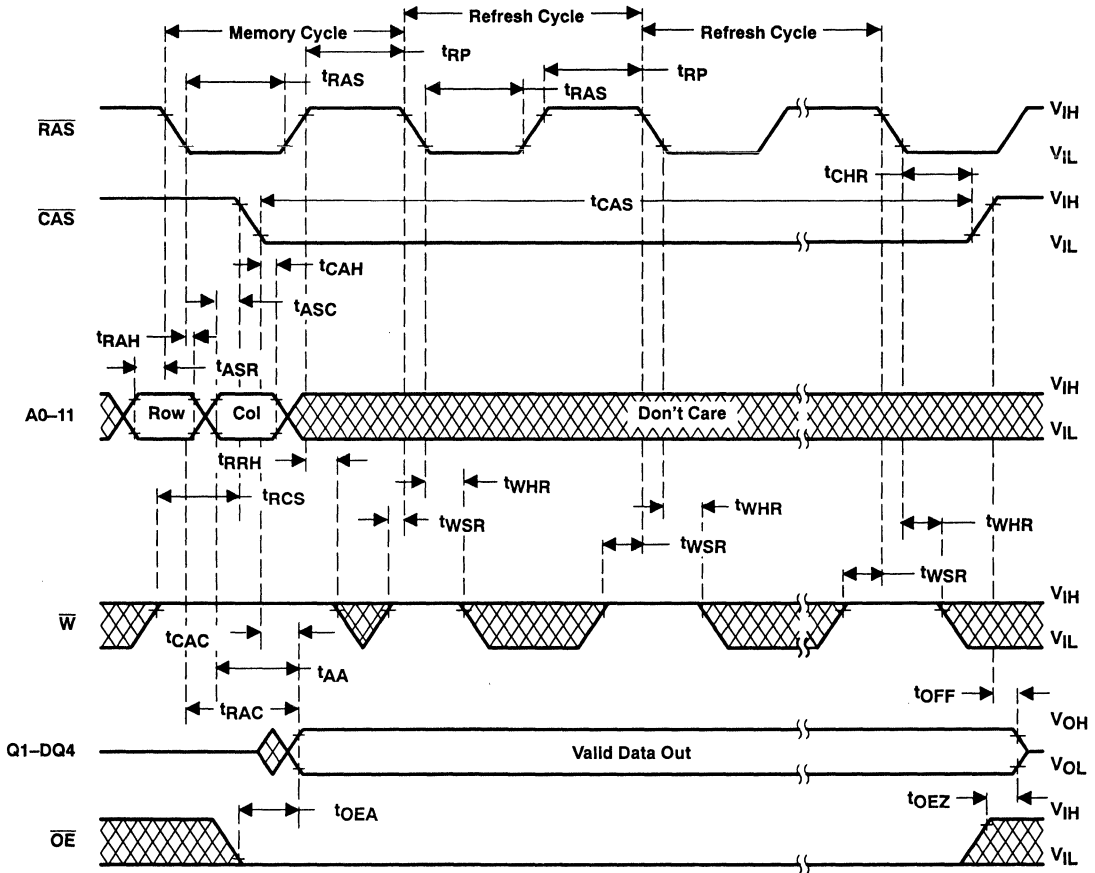 Refresh Cycle
Memory Cycle
Refresh Cycle
tRP
tRP
tRAS
tRAS
RAS
VIH
VIL
tCHR
CAS
tCAS
VIH
VIL
tCAH
tASC
tRAH
tASR
A0–11
Row
Col
Don't Care
VIH
VIL
tRRH
tRCS
tWHR
tWHR
tWSR
tWHR
tWSR
tWSR
W
VIH
VIL
tCAC
tAA
tOFF
tRAC
Q1–DQ4
Valid Data Out
VOH
VOL
tOEA
tOEZ
OE
VIH
VIL